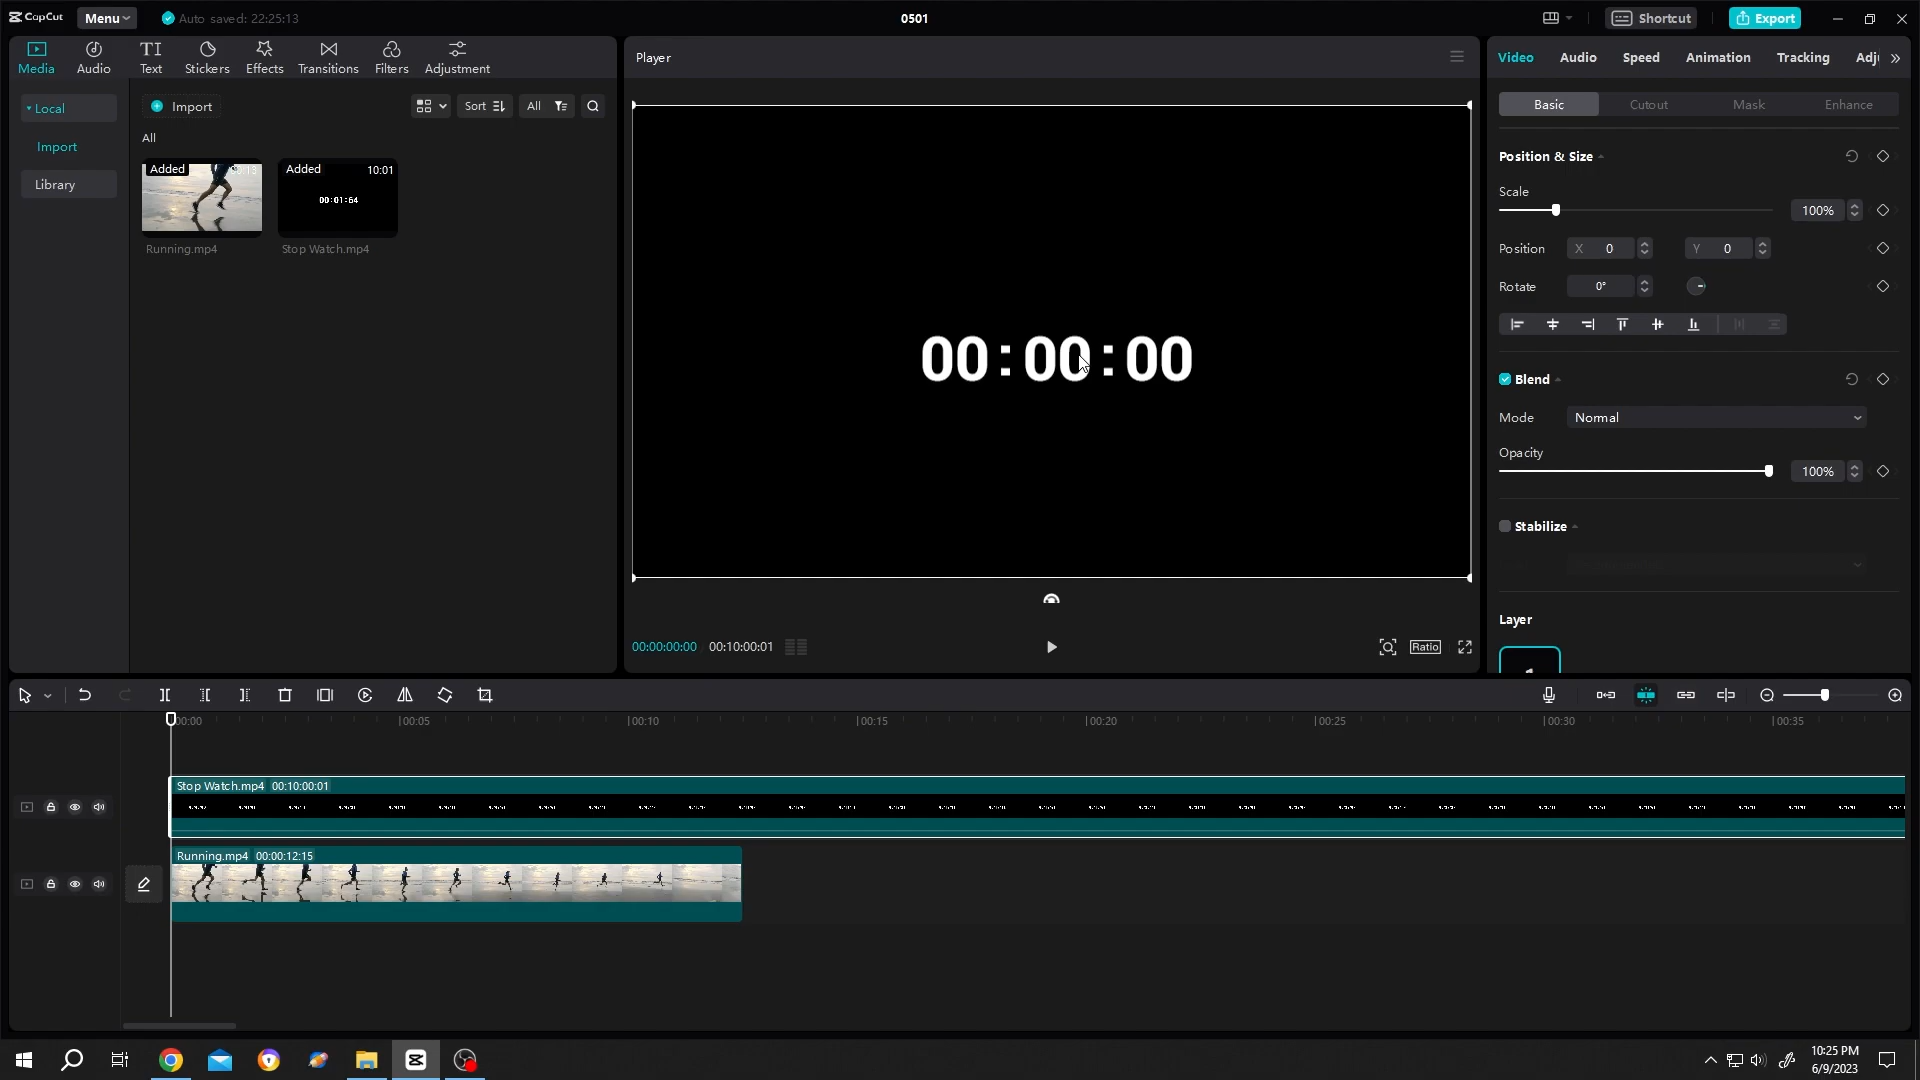 CapCut
Menu
Auto saved: 22:25:13
0501
Shortcut
Export
Media
Audio
Text
Stickers
Effects
Transitions
Filters
Adjustment
Local
Import
Library
Import
Sort
All
All
Added
Added
10:01
00:01:64
Running.mp4
Stop Watch.mp4
Player
00:00:00
00:00:00:00
00:10:00:01
Ratio
Video
Audio
Speed
Animation
Tracking
Adj
Basic
Cutout
Mask
Enhance
Position & Size
Scale
100%
Position
X 0
Y 0
Rotate
0°
Blend
Mode
Normal
Opacity
100%
Stabilize
Layer
00:00
00:05
00:10
00:15
00:20
00:25
00:30
00:35
Stop Watch.mp4 00:10:00:01
Running.mp4 00:00:12:15
10:25 PM
6/9/2023